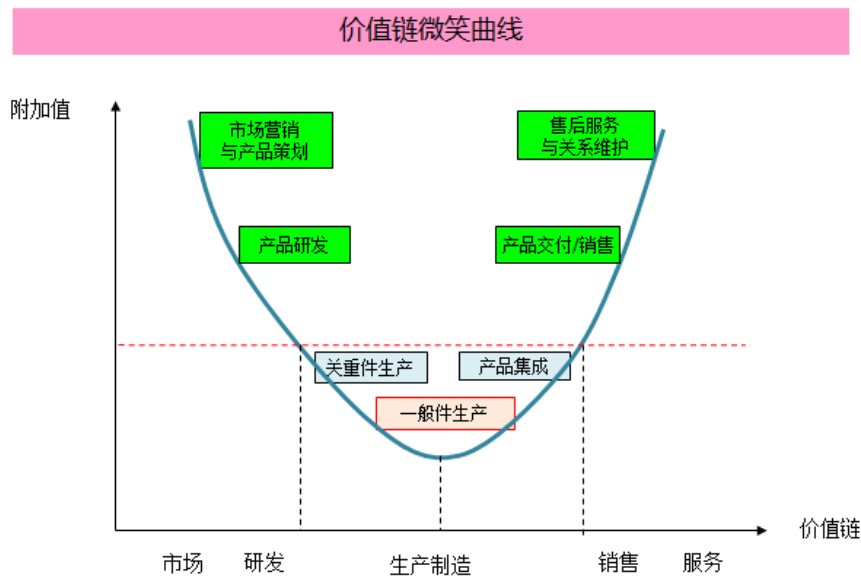 价值链微笑曲线
附加值
市场营销
与产品策划
售后服务
与关系维护
产品研发
产品交付/销售
关重件生产
产品集成
一般件生产
价值链
市场
研发
生产制造
销售
服务